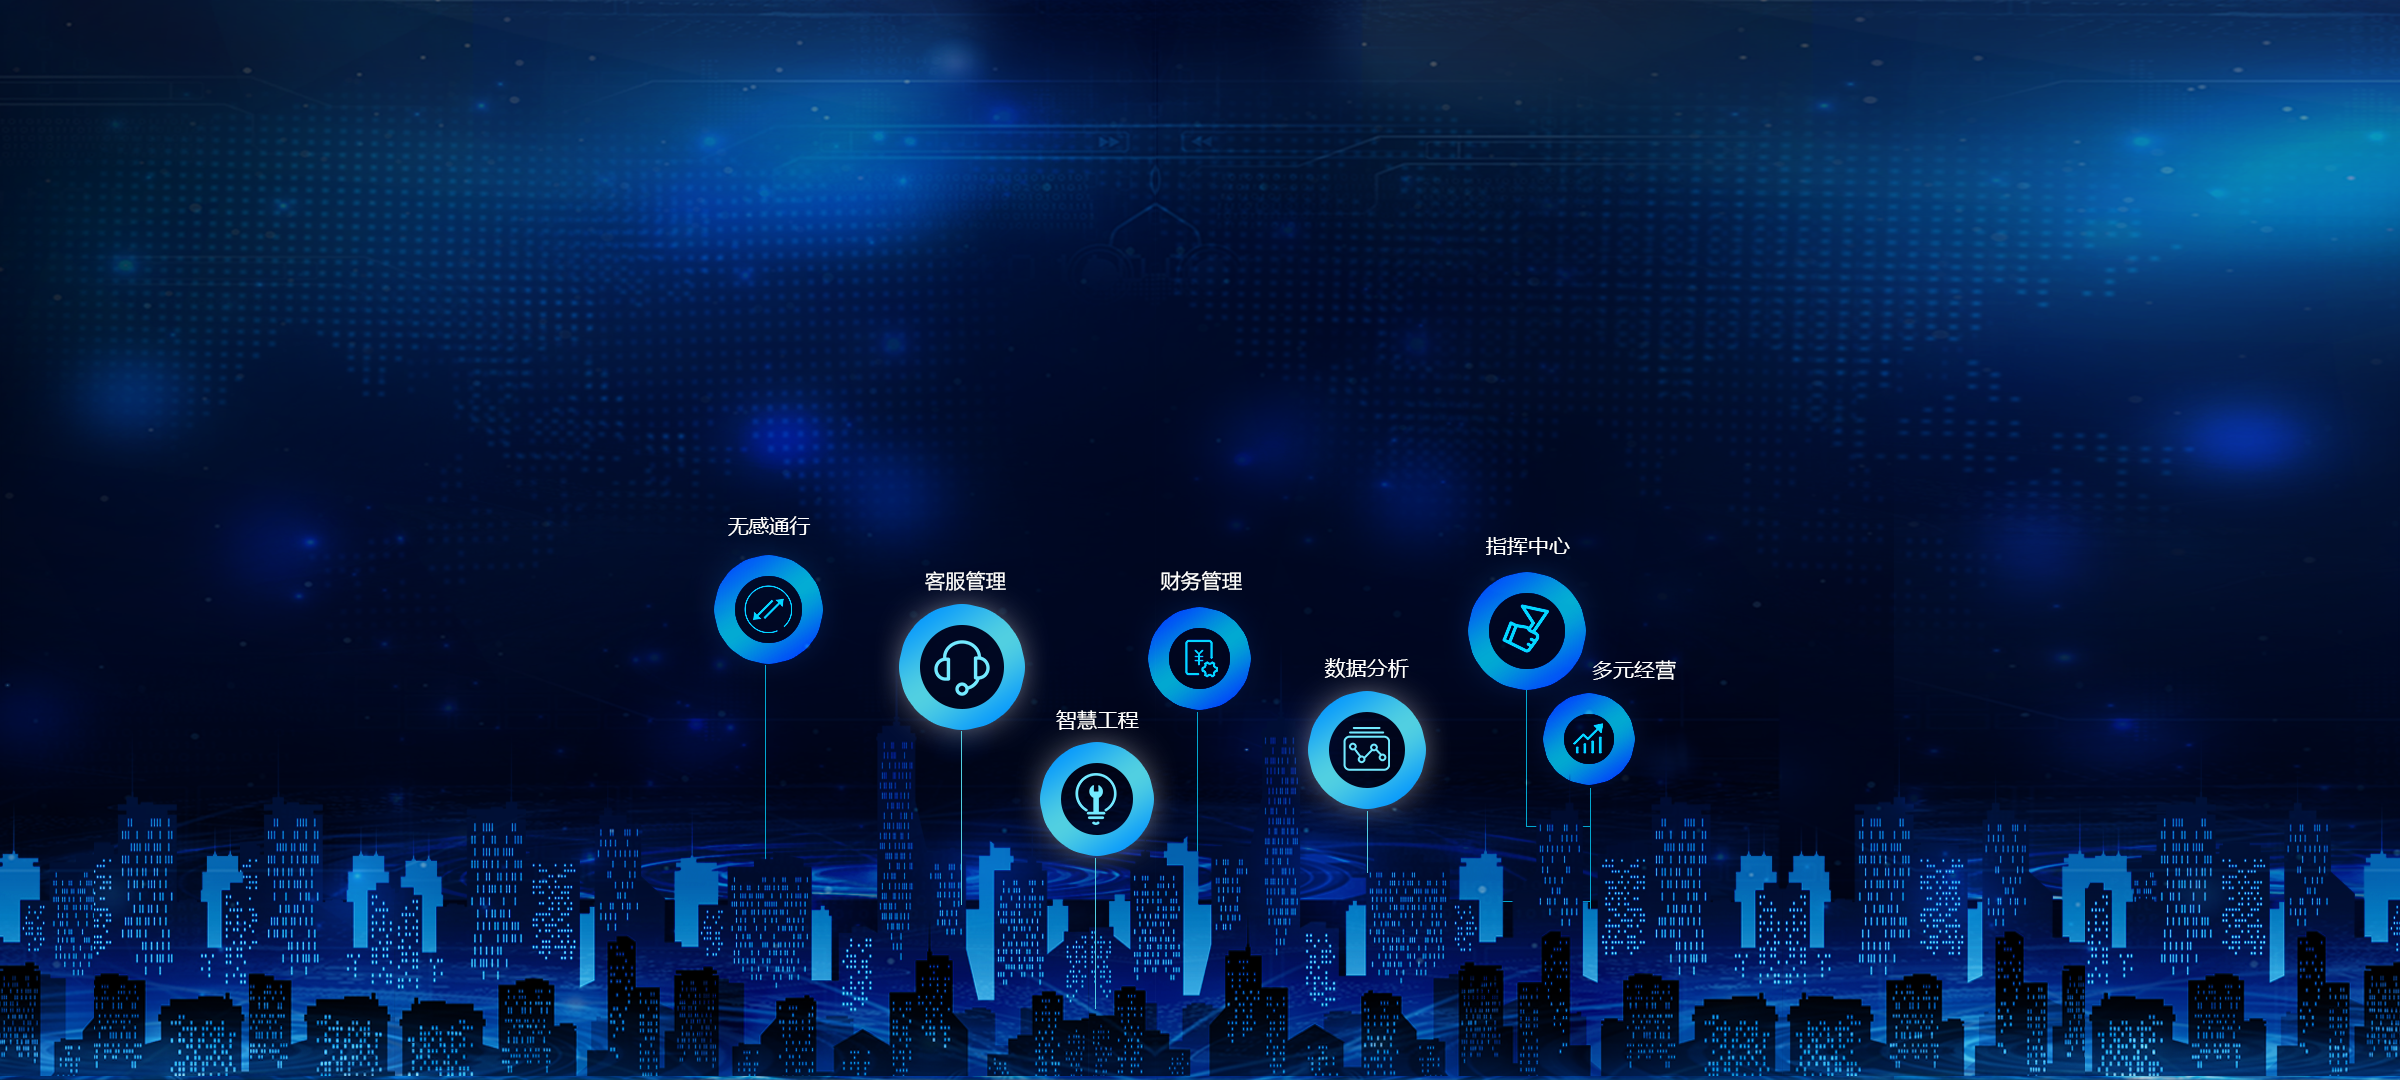 无感通行
客服管理
智慧工程
财务管理
数据分析
指挥中心
多元经营